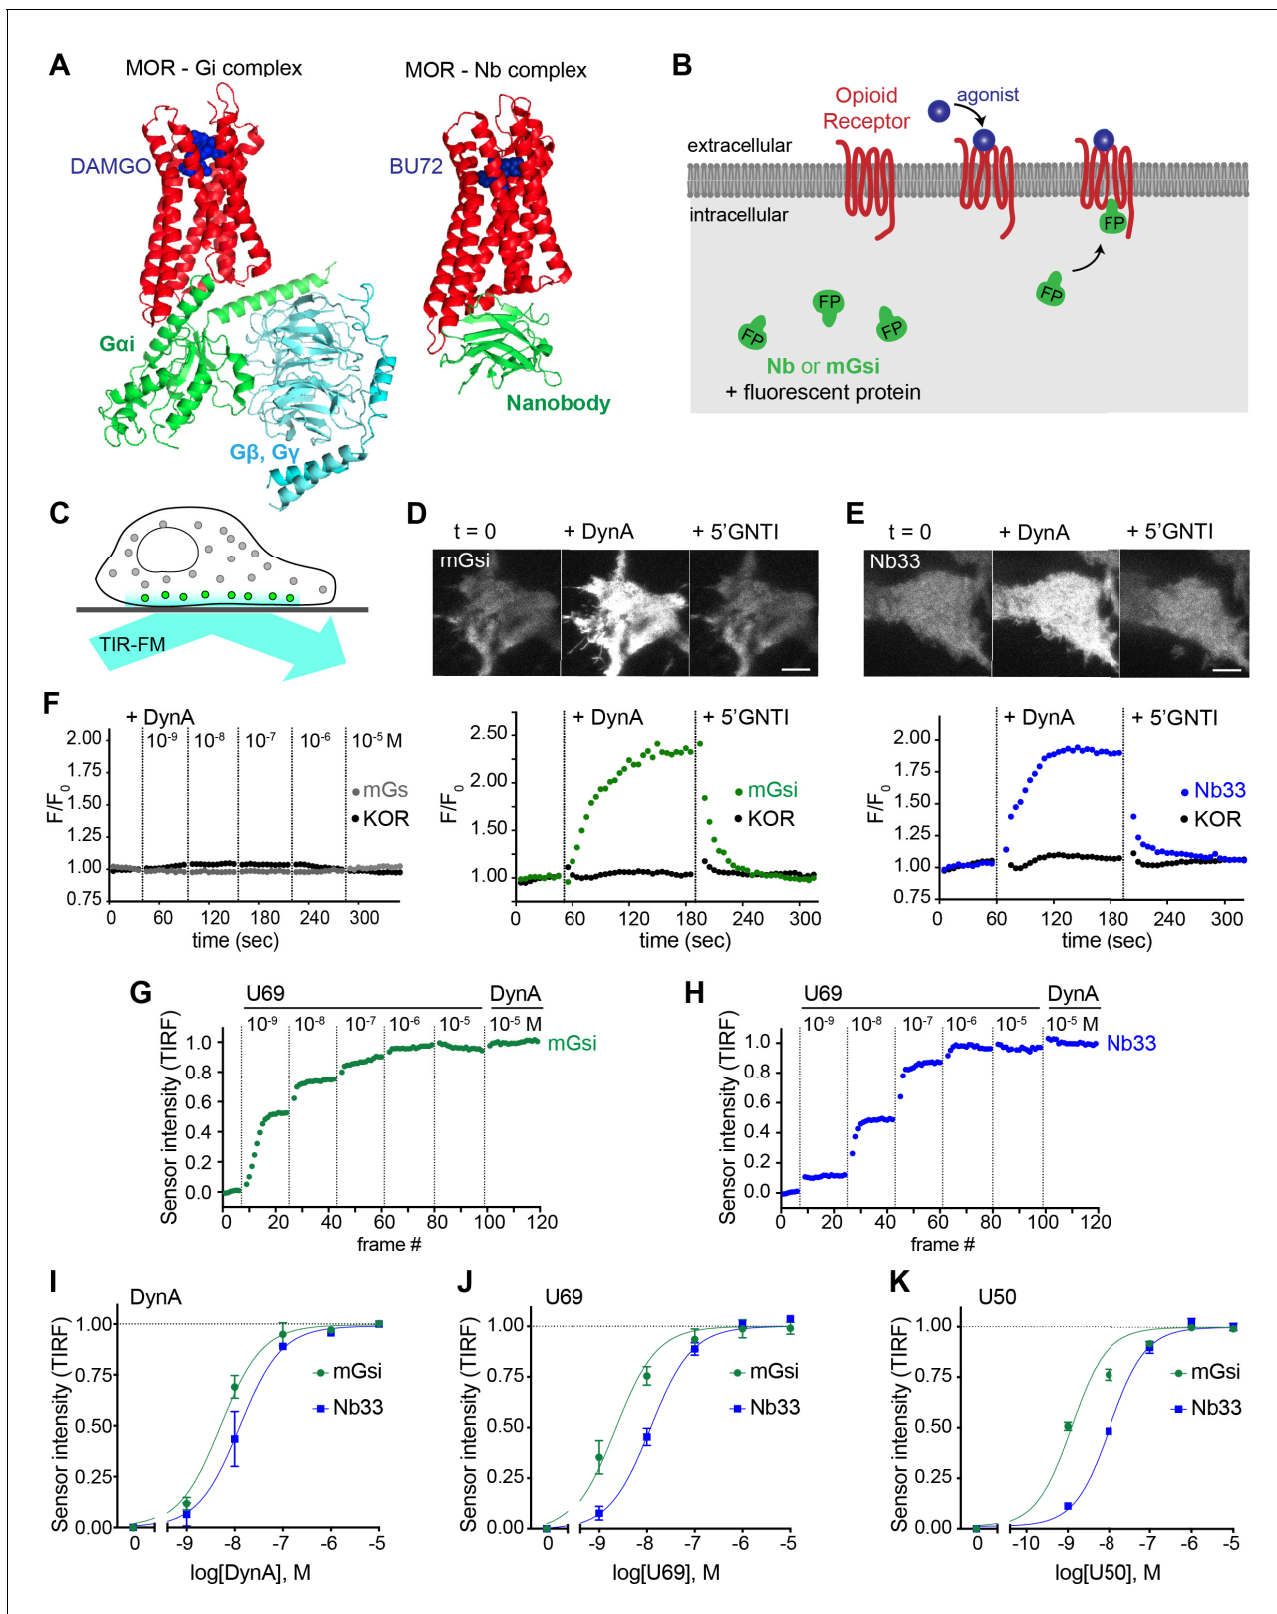 A
MOR - Gi complex
MOR - Nb complex
DAMGO
BU72
Gαi
Gβ, Gγ
Nanobody
B
Opioid
Receptor
agonist
extracellular
intracellular
FP
FP
FP
FP
FP
Nb or mGsi
+ fluorescent protein
C
TIR-FM
D
t = 0
+ DynA
+ 5'GNTI
mGsi
E
t = 0
+ DynA
+ 5'GNTI
Nb33
F
+ DynA
10⁻⁹ 10⁻⁸ 10⁻⁷ 10⁻⁶ 10⁻⁵ M
2.00
1.75
1.50
1.25
1.00
0.75
F/F₀
mGs
KOR
0 60 120 180 240 300
time (sec)
+ DynA
+ 5'GNTI
2.50
2.00
1.50
1.00
F/F₀
mGsi
KOR
0 60 120 180 240 300
time (sec)
+ DynA
+ 5'GNTI
2.00
1.75
1.50
1.25
1.00
0.75
F/F₀
Nb33
KOR
0 60 120 180 240 300
time (sec)
G
U69
DynA
10⁻⁹ 10⁻⁸ 10⁻⁷ 10⁻⁶ 10⁻⁵ 10⁻⁵ M
Sensor intensity (TIRF)
1.0
0.8
0.6
0.4
0.2
0.0
mGsi
0 20 40 60 80 100 120
frame #
H
U69
DynA
10⁻⁹ 10⁻⁸ 10⁻⁷ 10⁻⁶ 10⁻⁵ 10⁻⁵ M
Sensor intensity (TIRF)
1.0
0.8
0.6
0.4
0.2
0.0
Nb33
0 20 40 60 80 100 120
frame #
I
DynA
Sensor intensity (TIRF)
1.00
0.75
0.50
0.25
0.00
mGsi
Nb33
0 -9 -8 -7 -6 -5
log[DynA], M
J
U69
Sensor intensity (TIRF)
1.00
0.75
0.50
0.25
0.00
mGsi
Nb33
0 -9 -8 -7 -6 -5
log[U69], M
K
U50
Sensor intensity (TIRF)
1.00
0.75
0.50
0.25
0.00
mGsi
Nb33
0 -10 -9 -8 -7 -6 -5
log[U50], M